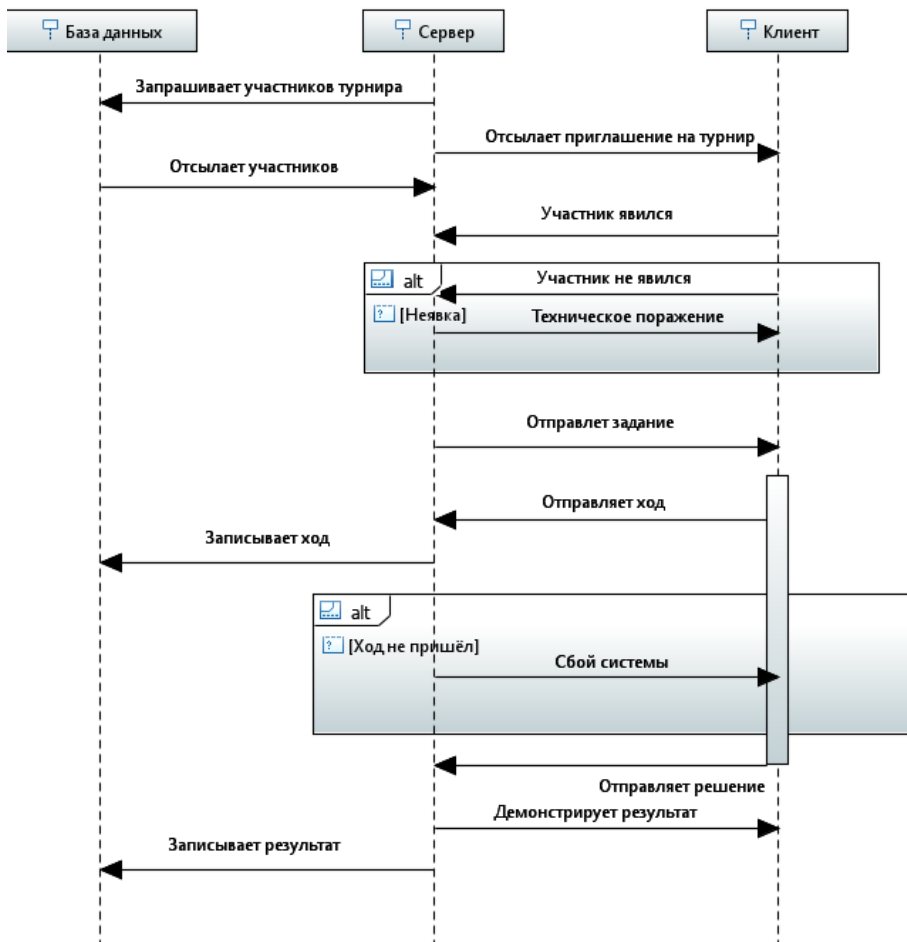 База данных
Сервер
Клиент
Запрашивает участников турнира
Отсылает приглашение на турнир
Отсылает участников
Участник явился
alt
Участник не явился
[Неявка]
Техническое поражение
Отправлет задание
Отправляет ход
Записывает ход
alt
[Ход не пришёл]
Сбой системы
Отправляет решение
Демонстрирует результат
Записывает результат